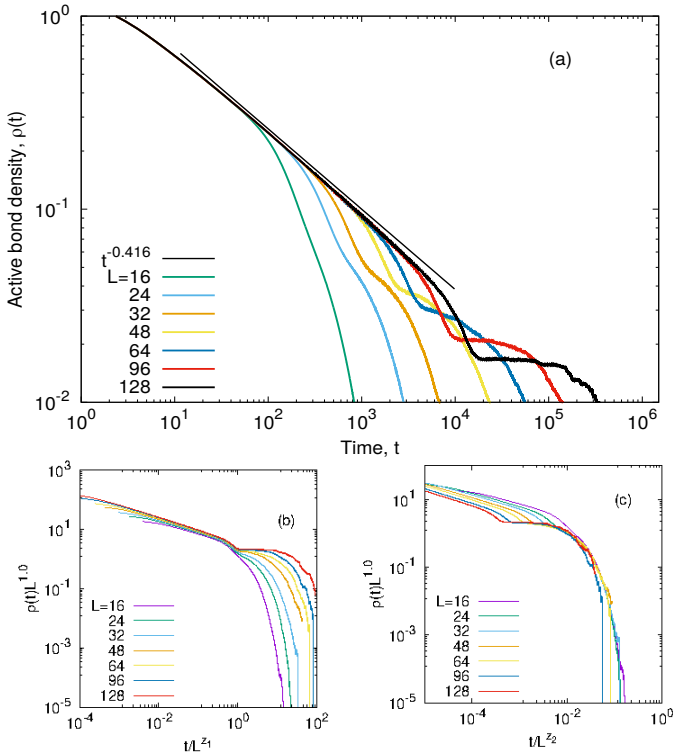 10^0
10^-1
10^-2
Active bond density, ρ(t)
(a)
t^-0.416
L=16
24
32
48
64
96
128
10^0 10^1 10^2 10^3 10^4 10^5 10^6
Time, t
10^3
10^1
10^-1
10^-3
10^-5
ρ(t)L^1.0
(b)
L=16
24
32
48
64
96
128
10^-4 10^-2 10^0 10^2
t/L^z_1
10^1
10^-1
10^-3
10^-5
ρ(t)L^1.0
(c)
L=16
24
32
48
64
96
128
10^-4 10^-2 10^0
t/L^z_2